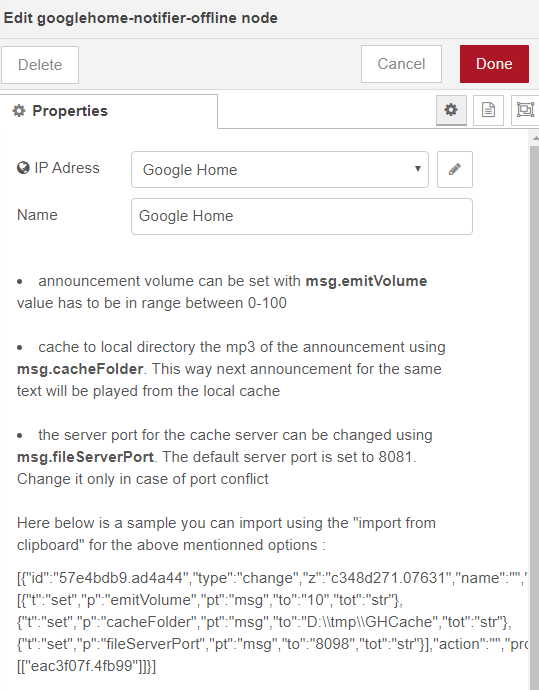 Edit googlehome-notifier-offline node
Delete
Cancel
Done
Properties
IP Adress
Google Home
Name
Google Home
• announcement volume can be set with msg.emitVolume
value has to be in range between 0-100
• cache to local directory the mp3 of the announcement using
msg.cacheFolder. This way next announcement for the same
text will be played from the local cache
• the server port for the cache server can be changed using
msg.fileServerPort. The default server port is set to 8081.
Change it only in case of port conflict
Here below is a sample you can import using the "import from
clipboard" for the above mentionned options :
[{"id":"57e4bdb9.ad4a44","type":"change","z":"c348d271.07631","name":"","
[{"t":"set","p":"emitVolume","pt":"msg","to":"10","tot":"str"},
{"t":"set","p":"cacheFolder","pt":"msg","to":"D:\\tmp\\GHCache","tot":"str"},
{"t":"set","p":"fileServerPort","pt":"msg","to":"8098","tot":"str"}],"action":"","pro
[["eac3f07f.4fb99"]]}]